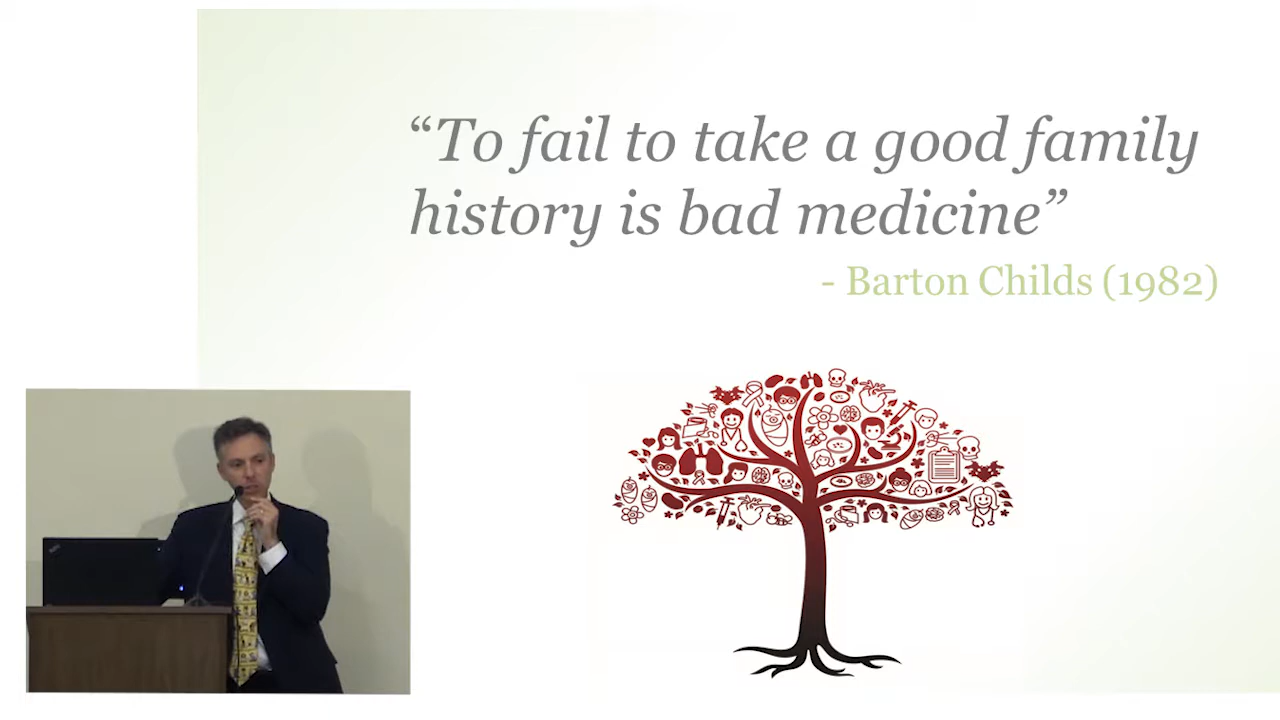 “To fail to take a good family
history is bad medicine”
- Barton Childs (1982)